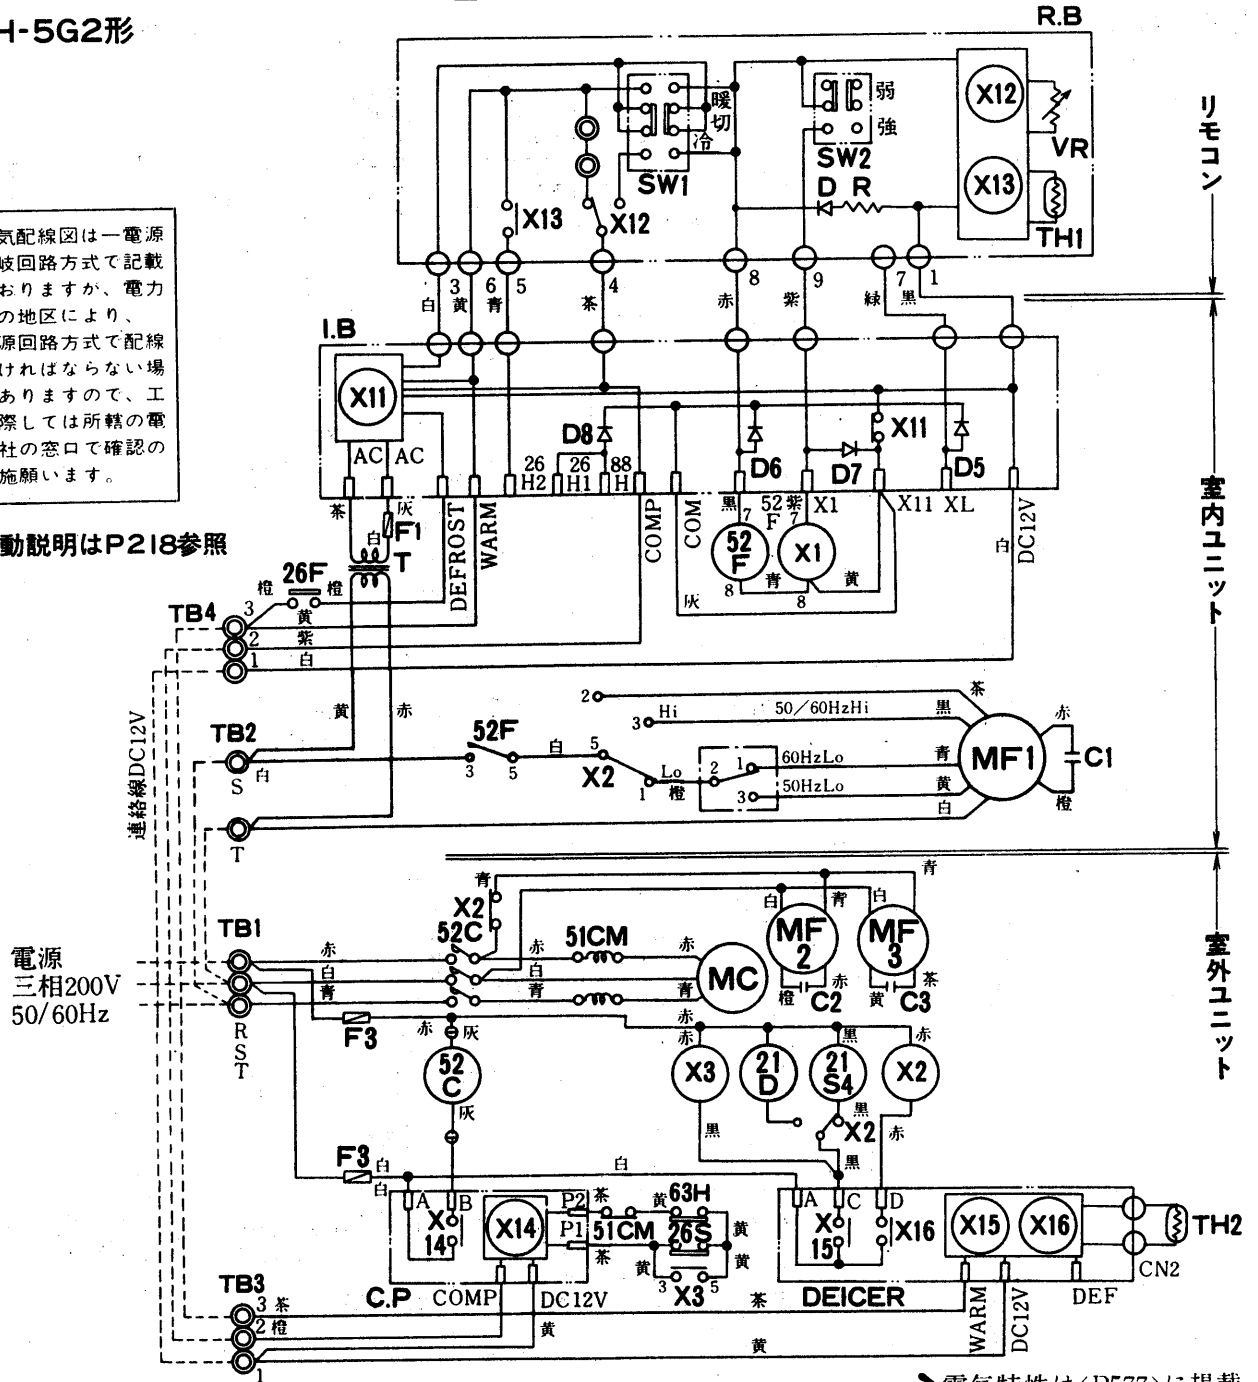 H-5G2形
R.B
リモコン
X12
VR
X13
TH1
弱
強
SW2
暖
切
冷
SW1
D R
X13
X12
3 6 5 4 8 9 7 1
白 黄 青 茶 赤 紫 緑 黒
気配線図は一電源
岐回路方式で記載
おりますが、電力
の地区により、
源回路方式で配線
ければならない場
ありますので、工
際しては所轄の電
社の窓口で確認の
施願います。
動説明はP218参照
I.B
X11
AC AC
D8
D6
D7
X11
D5
26 H2
26 H1
88 H
COMP
COM
52 F
X1
X11
XL
DC12V
DEFROST
WARM
茶
灰
白
F1
T
黒 7
紫 7
52 F
X1
8 青 8
黄
灰
白
室内ユニット
橙 26F 橙
TB4
3 黄
2 紫
1 白
連絡線DC12V
黄 赤
TB2
S 白
T
52F
3 5
白
5
X2
1
Lo
橙
2
3 Hi
50/60HzHi
2 1
3
60HzLo
50HzLo
茶
黒
青
黄
白
MF1
赤
C1
橙
室外ユニット
TB1
電源
三相200V
50/60Hz
R
S
T
赤
白
青
青
X2
52C
赤
白
青
51CM
赤
青
MC
白 青
MF 2
橙 赤
C2
白 青
MF 3
黄 茶
C3
F3
赤 灰
52 C
灰
赤
赤
黒
赤
X3
21 D
21 S4
X2
黒
黒
X2
黒
赤
F3
白
白
白
A B
X 14
X14
P2 茶
P1 茶
51CM
黄 63H
26S
黄
黄
黄
3 X3 5
C.P
COMP
DC12V
黄
A C D
X 15
X16
X15
X16
TH2
CN2
DEICER
WARM
DC12V
DEF
TB3
3 茶
2 橙
1
茶
黄
電気特性は(P577)に掲載